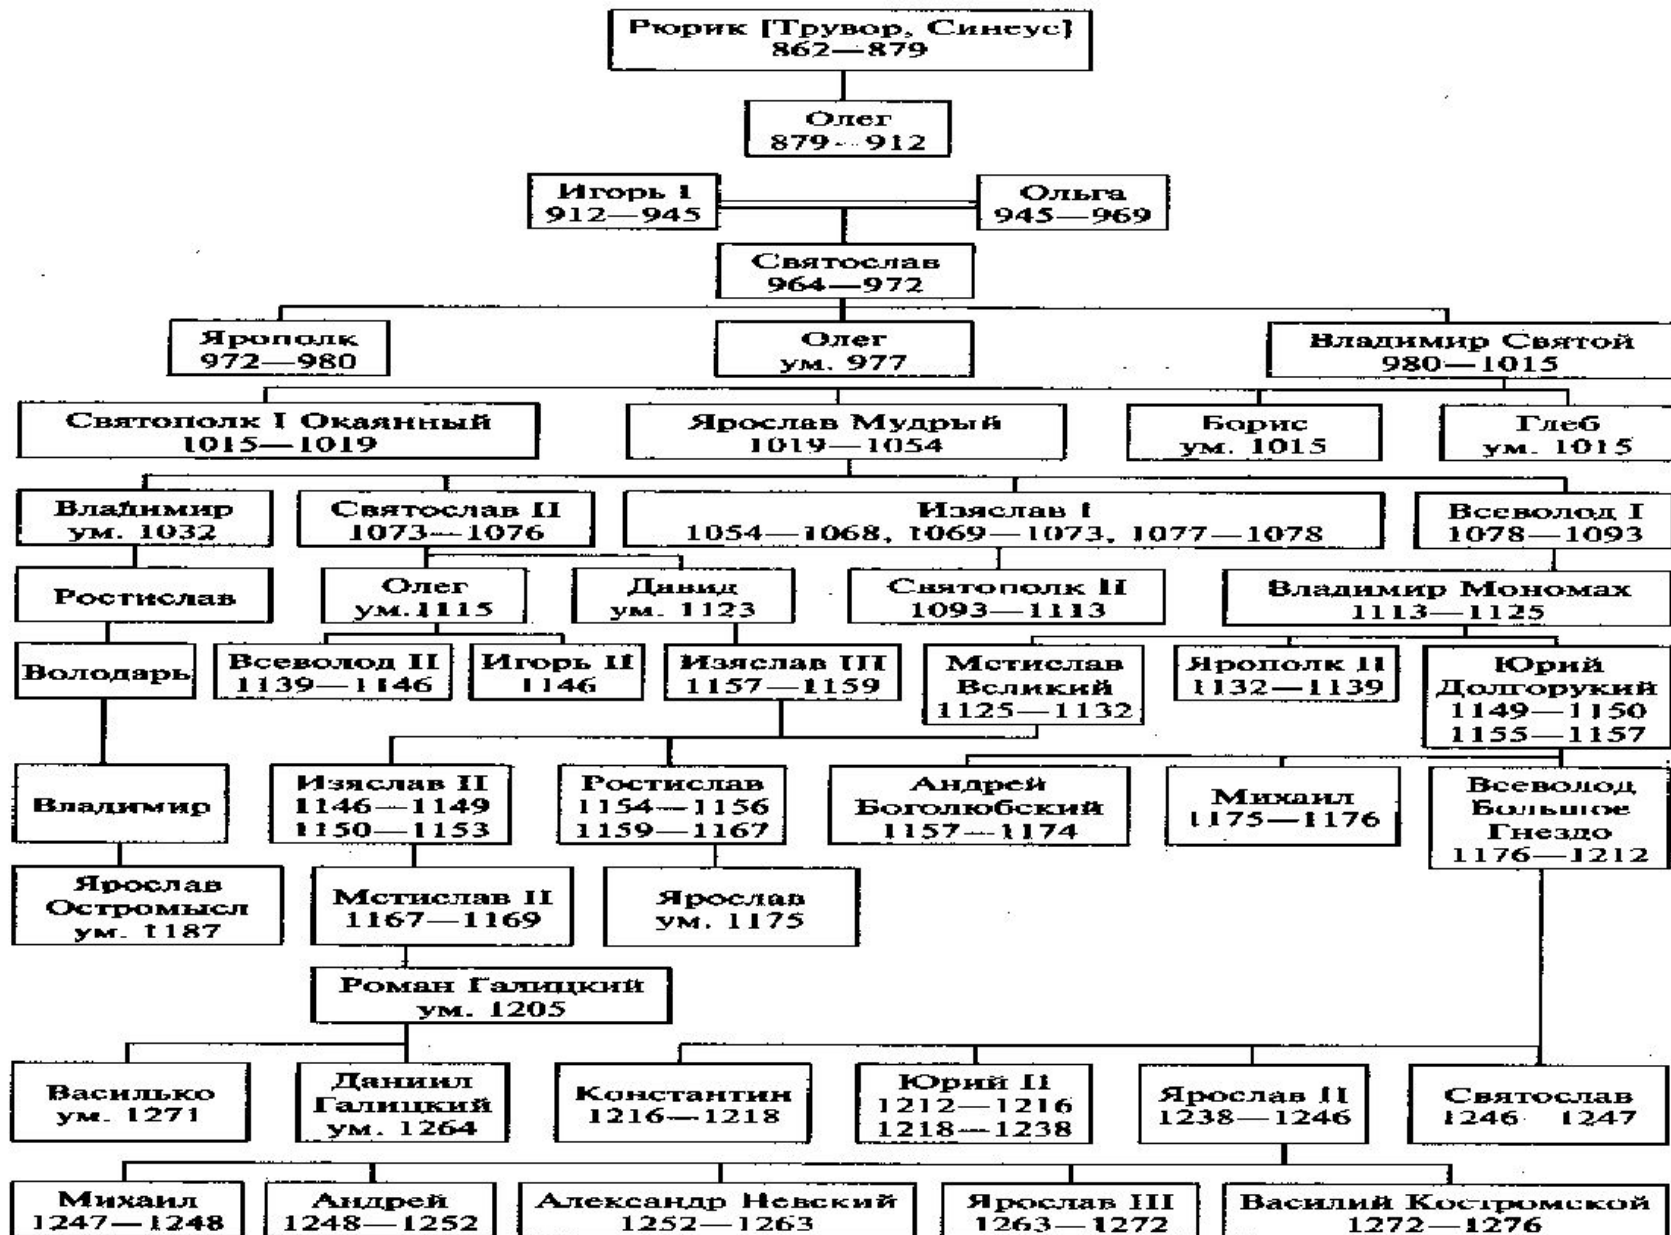 Рюрик [Трувор, Синеус]
862—879
Олег
879—912
Игорь I
912—945
Ольга
945—969
Святослав
964—972
Ярополк
972—980
Олег
ум. 977
Владимир Святой
980—1015
Святополк I Окаянный
1015—1019
Ярослав Мудрый
1019—1054
Борис
ум. 1015
Глеб
ум. 1015
Владимир
ум. 1032
Святослав II
1073—1076
Изяслав I
1054—1068, 1069—1073, 1077—1078
Всеволод I
1078—1093
Ростислав
Олег
ум.1115
Давид
ум. 1123
Святополк II
1093—1113
Владимир Мономах
1113—1125
Володарь
Всеволод II
1139—1146
Игорь II
1146
Изяслав III
1157—1159
Мстислав
Великий
1125—1132
Ярополк II
1132—1139
Юрий
Долгорукий
1149—1150
1155—1157
Владимир
Изяслав II
1146—1149
1150—1153
Ростислав
1154—1156
1159—1167
Андрей
Боголюбский
1157—1174
Михаил
1175—1176
Всеволод
Большое
Гнездо
1176—1212
Ярослав
Остромысл
ум. 1187
Мстислав II
1167—1169
Ярослав
ум. 1175
Роман Галицкий
ум. 1205
Василько
ум. 1271
Даниил
Галицкий
ум. 1264
Константин
1216—1218
Юрий II
1212—1216
1218—1238
Ярослав II
1238—1246
Святослав
1246 1247
Михаил
1247—1248
Андрей
1248—1252
Александр Невский
1252—1263
Ярослав III
1263—1272
Василий Костромской
1272—1276